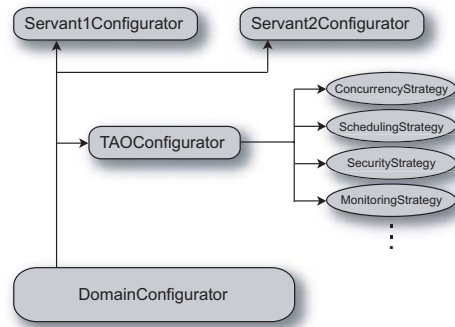 Servant1Configurator
Servant2Configurator
ConcurrencyStrategy
TAOConfigurator
SchedulingStrategy
SecurityStrategy
MonitoringStrategy
DomainConfigurator